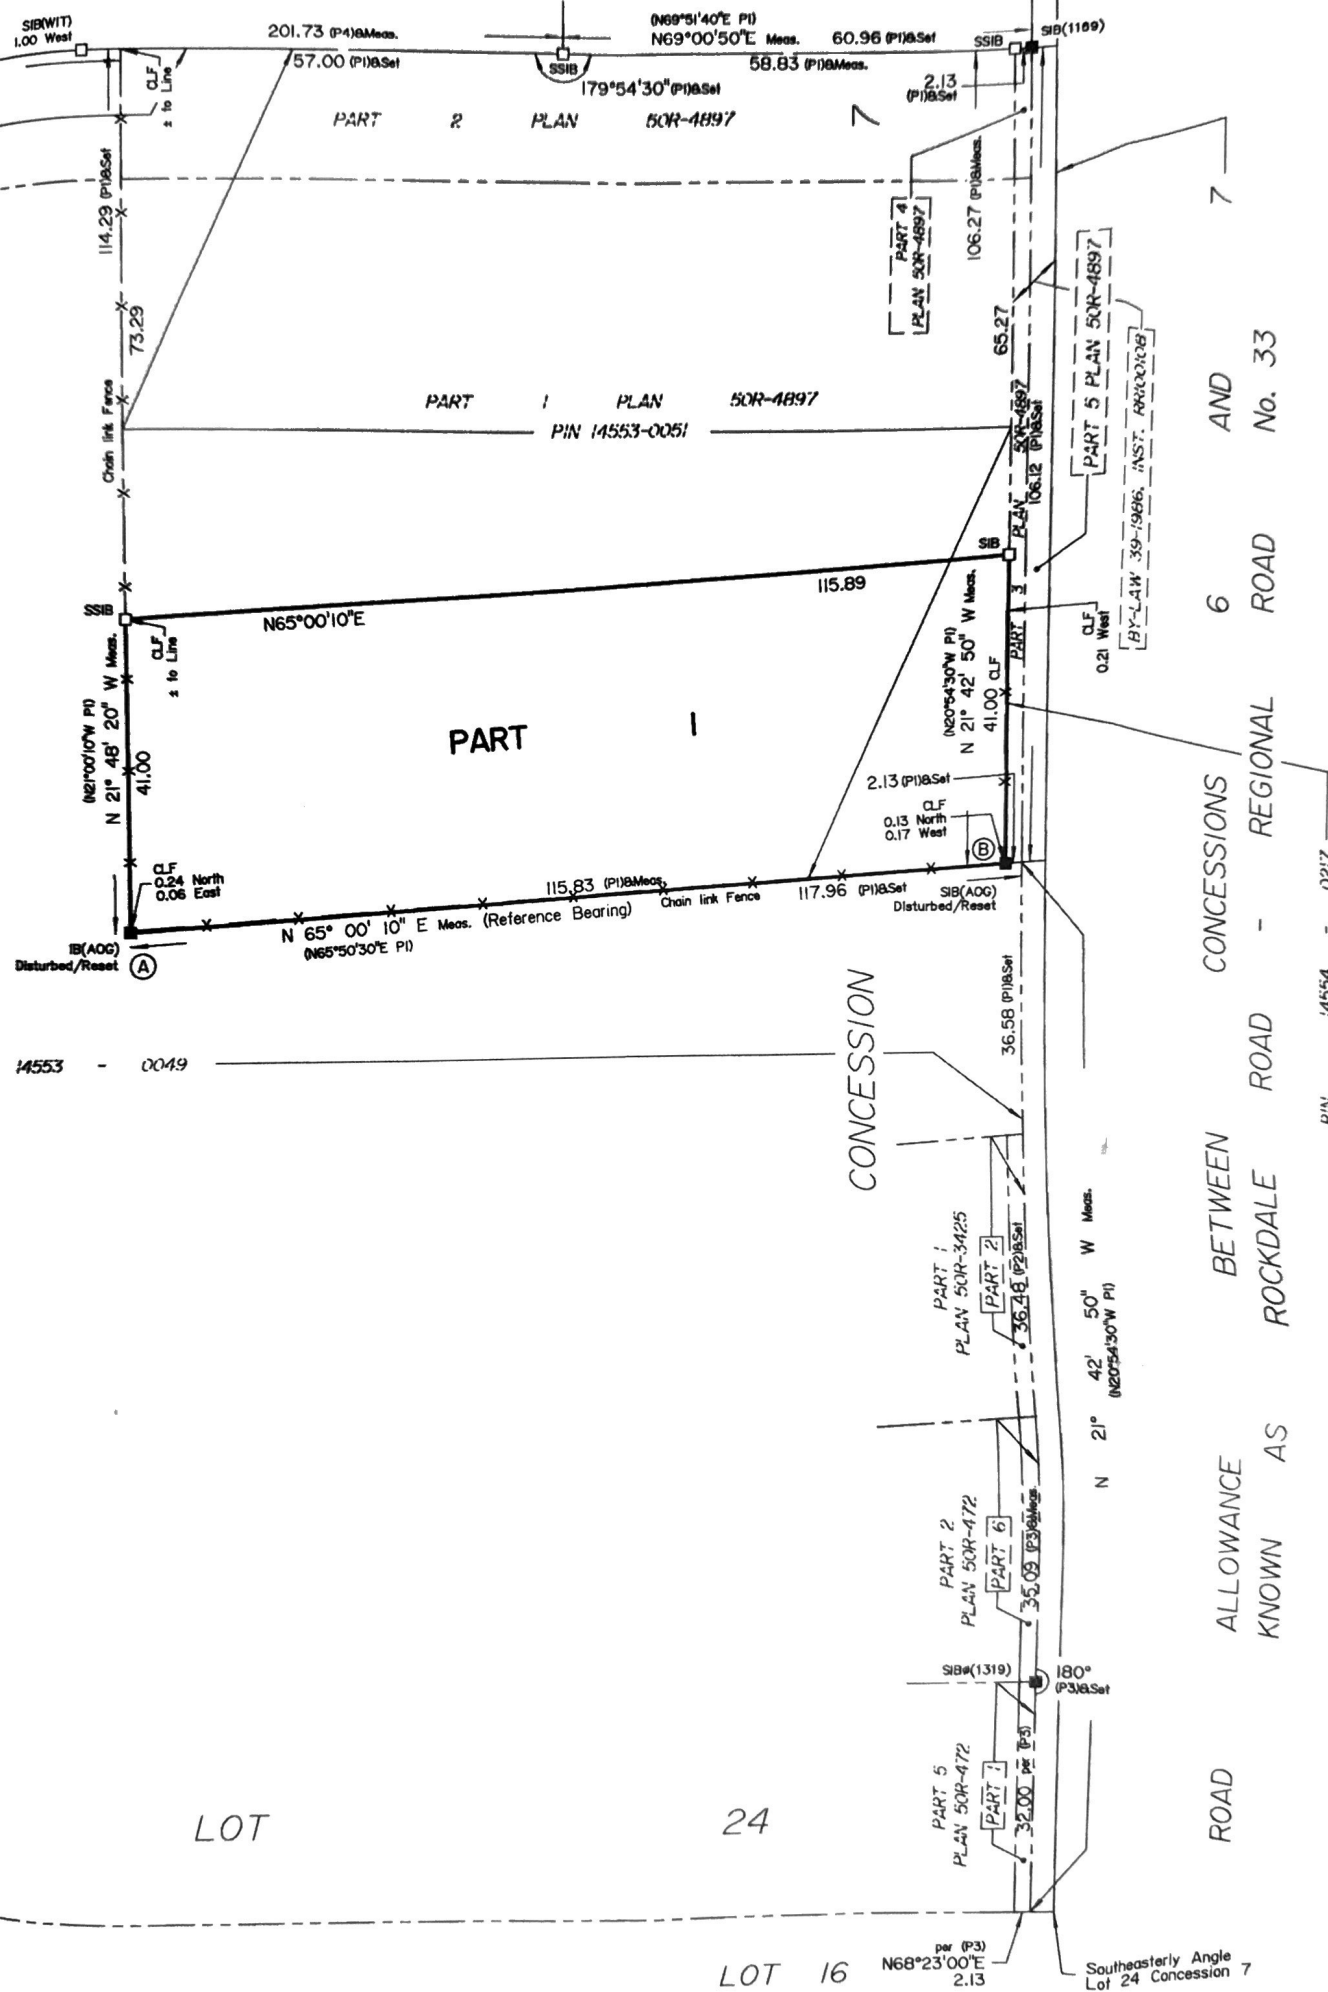 SIB(WIT)
1.00 West
201.73 (P4)&Meas.
57.00 (P1)&Set
(N69°51'40"E P1)
N69°00'50"E Meas.
60.96 (P1)&Set
58.83 (P1)&Meas.
SSIB
179°54'30"(P1)&Set
SSIB
SIB(1169)
2.13
(P1)&Set
CLF
± to Line
PART 2 PLAN 50R-4897
7
114.29 (P1)&Set
73.29
Chain link Fence
PART 4
PLAN 50R-4897
106.27 (P1)&Meas.
65.27
7
PART 5 PLAN 50R-4897
BY-LAW 39-1986, INST. RR100108
PART 1 PLAN 50R-4897
PIN 14553-0051
PART 3 PLAN 50R-4897
106.12 (P1)&Set
SIB
115.89
N65°00'10"E
SSIB
CLF
± to Line
(N21°00'10"W P1)
N 21° 48' 20" W Meas.
41.00
PART 1
(N20°54'30"W P1)
N 21° 42' 50" W Meas.
41.00 CLF
CLF
0.21 West
2.13 (P1)&Set
CLF
0.13 North
0.17 West
B
CLF
0.24 North
0.06 East
115.83 (P1)&Meas.
Chain link Fence
117.96 (P1)&Set
SIB(AOG)
Disturbed/Reset
N 65° 00' 10" E Meas. (Reference Bearing)
(N65°50'30"E P1)
IB(AOG)
Disturbed/Reset
A
14553 - 0049
CONCESSION
36.58 (P1)&Set
PART 1
PLAN 50R-3425
PART 2
36.48 (P2)&Set
N 21° 42' 50" W Meas.
(N20°54'30"W P1)
PART 2
PLAN 50R-472
PART 6
35.09 (P3)&Meas.
SIBø(1319)
180°
(P3)&Set
PART 5
PLAN 50R-472
PART 1
32.00 per (P3)
ROAD ALLOWANCE BETWEEN CONCESSIONS 6 AND 7
KNOWN AS ROCKDALE ROAD - REGIONAL ROAD No. 33
PIN 14554 - 0217
LOT 24
LOT 16
per (P3)
N68°23'00"E
2.13
Southeasterly Angle
Lot 24 Concession 7